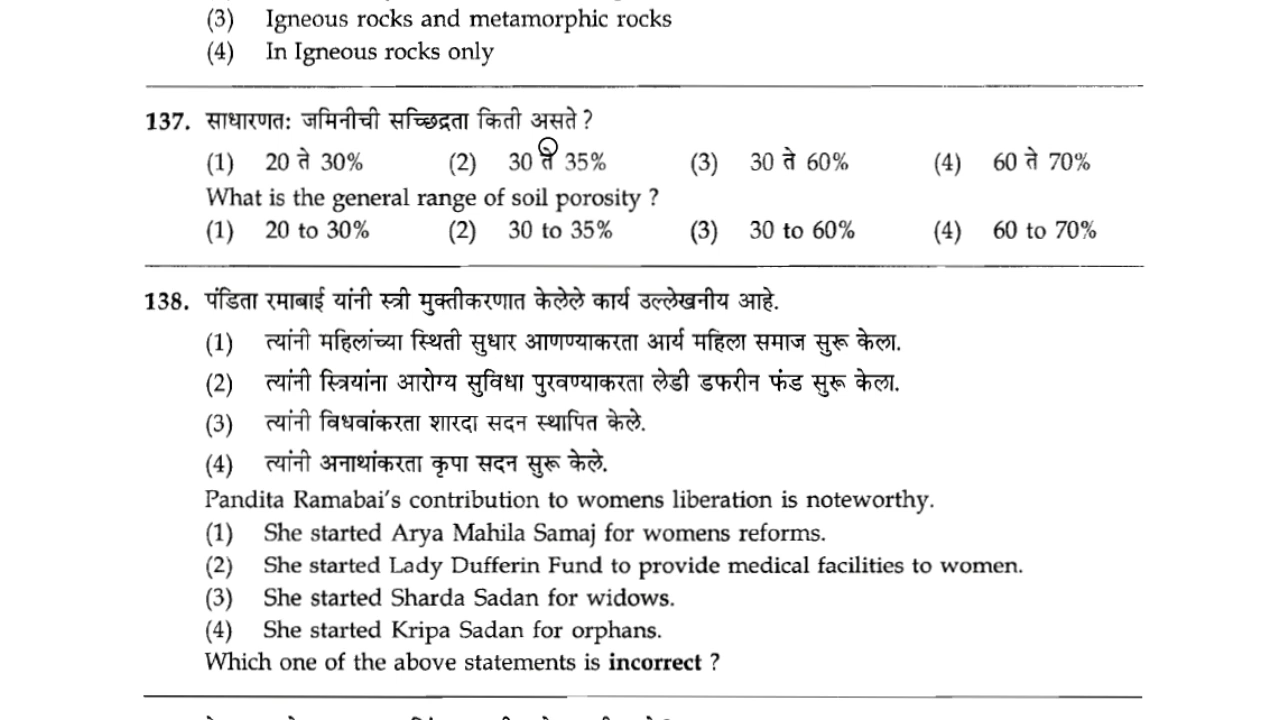 (3) Igneous rocks and metamorphic rocks
(4) In Igneous rocks only
137. साधारणतः जमिनीची सच्छिद्रता किती असते ?
(1) 20 ते 30% (2) 30 ते 35% (3) 30 ते 60% (4) 60 ते 70%
What is the general range of soil porosity ?
(1) 20 to 30% (2) 30 to 35% (3) 30 to 60% (4) 60 to 70%
138. पंडिता रमाबाई यांनी स्त्री मुक्तीकरणात केलेले कार्य उल्लेखनीय आहे.
(1) त्यांनी महिलांच्या स्थिती सुधार आणण्याकरता आर्य महिला समाज सुरू केला.
(2) त्यांनी स्त्रियांना आरोग्य सुविधा पुरवण्याकरता लेडी डफरीन फंड सुरू केला.
(3) त्यांनी विधवांकरता शारदा सदन स्थापित केले.
(4) त्यांनी अनाथांकरता कृपा सदन सुरू केले.
Pandita Ramabai's contribution to womens liberation is noteworthy.
(1) She started Arya Mahila Samaj for womens reforms.
(2) She started Lady Dufferin Fund to provide medical facilities to women.
(3) She started Sharda Sadan for widows.
(4) She started Kripa Sadan for orphans.
Which one of the above statements is incorrect ?